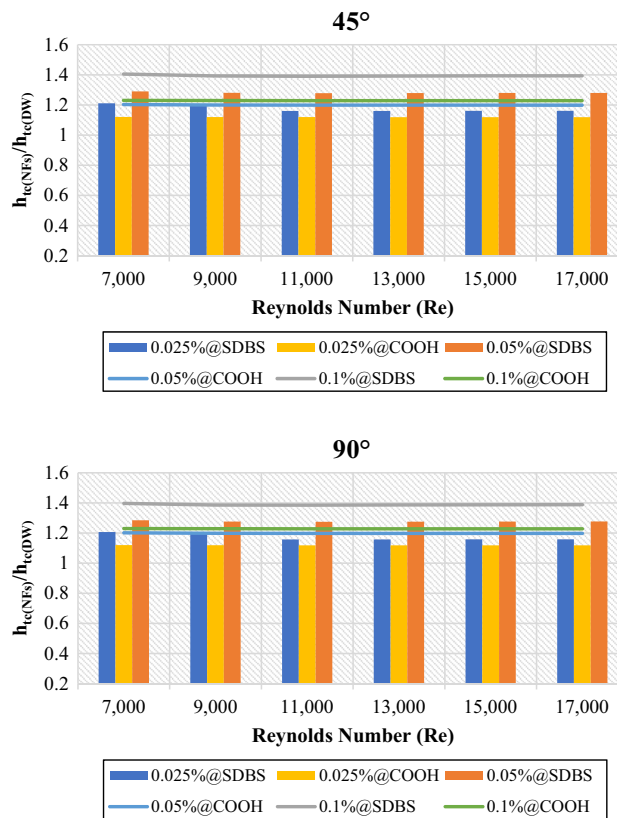 45°
h_tc(NFs)/h_tc(DW)
1.6
1.4
1.2
1
0.8
0.6
0.4
0.2
7,000 9,000 11,000 13,000 15,000 17,000
Reynolds Number (Re)
0.025%@SDBS 0.025%@COOH 0.05%@SDBS
0.05%@COOH 0.1%@SDBS 0.1%@COOH
90°
h_tc(NFs)/h_tc(DW)
1.6
1.4
1.2
1
0.8
0.6
0.4
0.2
7,000 9,000 11,000 13,000 15,000 17,000
Reynolds Number (Re)
0.025%@SDBS 0.025%@COOH 0.05%@SDBS
0.05%@COOH 0.1%@SDBS 0.1%@COOH